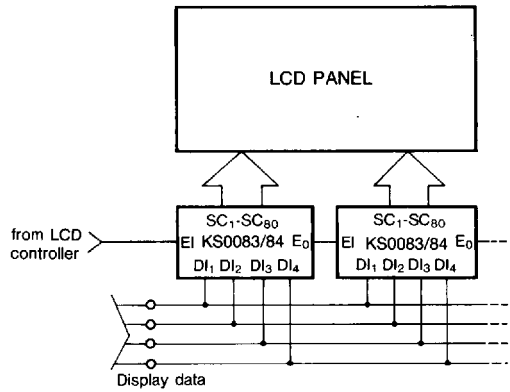 LCD PANEL
SC₁-SC₈₀
SC₁-SC₈₀
from LCD
controller
EI KS0083/84 E₀
EI KS0083/84 E₀
DI₁ DI₂ DI₃ DI₄
DI₁ DI₂ DI₃ DI₄
Display data